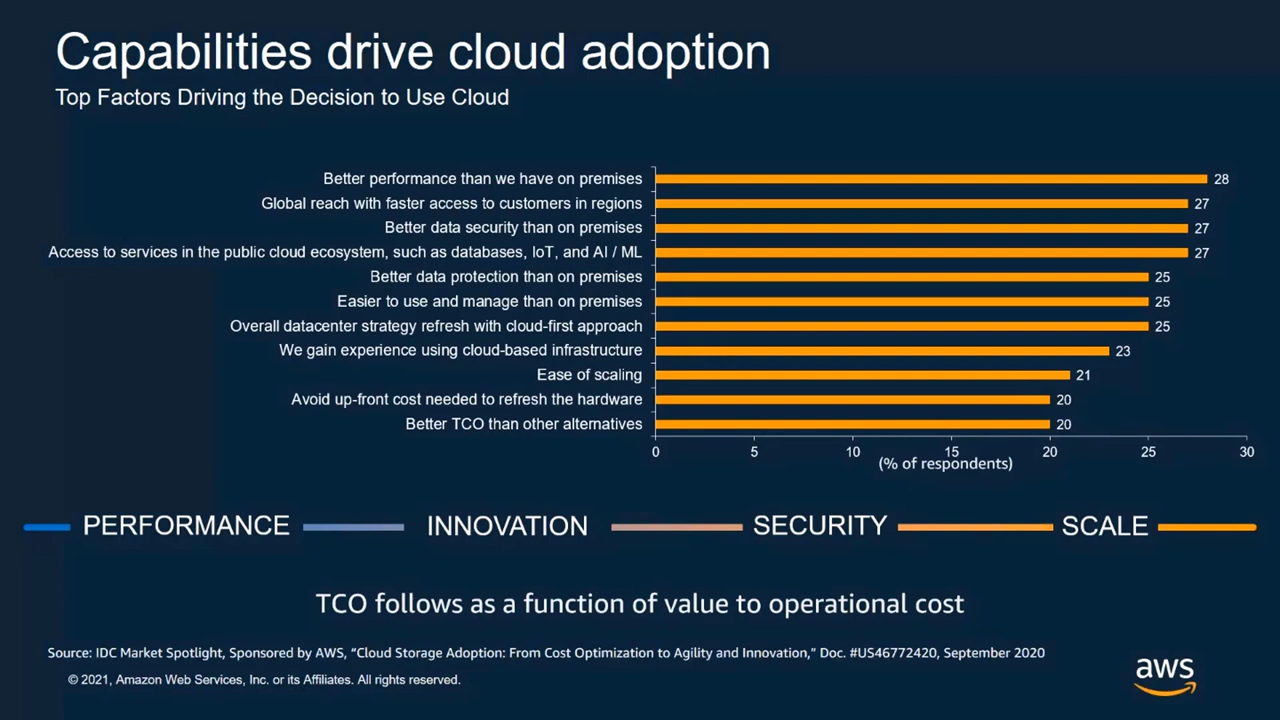 Capabilities drive cloud adoption
Top Factors Driving the Decision to Use Cloud
Better performance than we have on premises 28
Global reach with faster access to customers in regions 27
Better data security than on premises 27
Access to services in the public cloud ecosystem, such as databases, IoT, and AI / ML 27
Better data protection than on premises 25
Easier to use and manage than on premises 25
Overall datacenter strategy refresh with cloud-first approach 25
We gain experience using cloud-based infrastructure 23
Ease of scaling 21
Avoid up-front cost needed to refresh the hardware 20
Better TCO than other alternatives 20
0 5 10 15 20 25 30
(% of respondents)
PERFORMANCE INNOVATION SECURITY SCALE
TCO follows as a function of value to operational cost
Source: IDC Market Spotlight, Sponsored by AWS, “Cloud Storage Adoption: From Cost Optimization to Agility and Innovation,” Doc. #US46772420, September 2020
© 2021, Amazon Web Services, Inc. or its Affiliates. All rights reserved.
aws